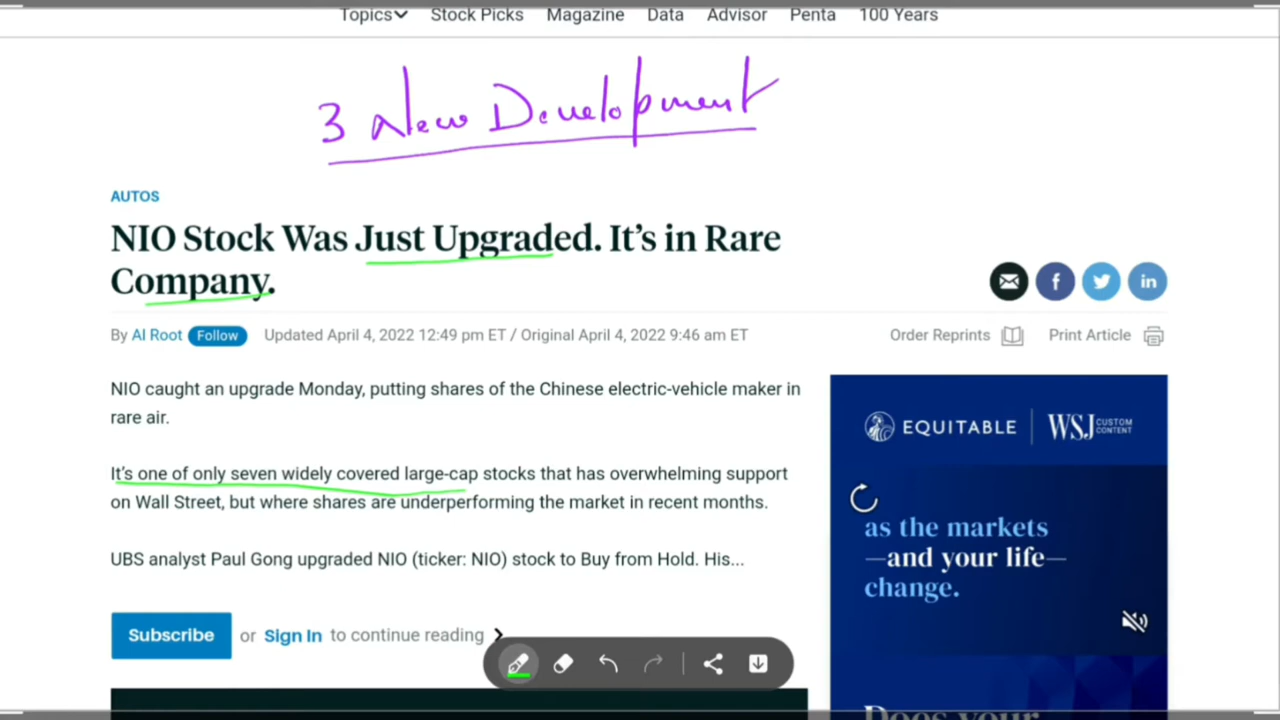 Topics Stock Picks Magazine Data Advisor Penta 100 Years
3 New Development
AUTOS
NIO Stock Was Just Upgraded. It's in Rare
Company.
By Al Root Follow Updated April 4, 2022 12:49 pm ET / Original April 4, 2022 9:46 am ET
Order Reprints Print Article
NIO caught an upgrade Monday, putting shares of the Chinese electric-vehicle maker in
rare air.
It's one of only seven widely covered large-cap stocks that has overwhelming support
on Wall Street, but where shares are underperforming the market in recent months.
UBS analyst Paul Gong upgraded NIO (ticker: NIO) stock to Buy from Hold. His...
Subscribe or Sign In to continue reading
EQUITABLE WSJ CUSTOM CONTENT
as the markets
—and your life—
change.
Does your